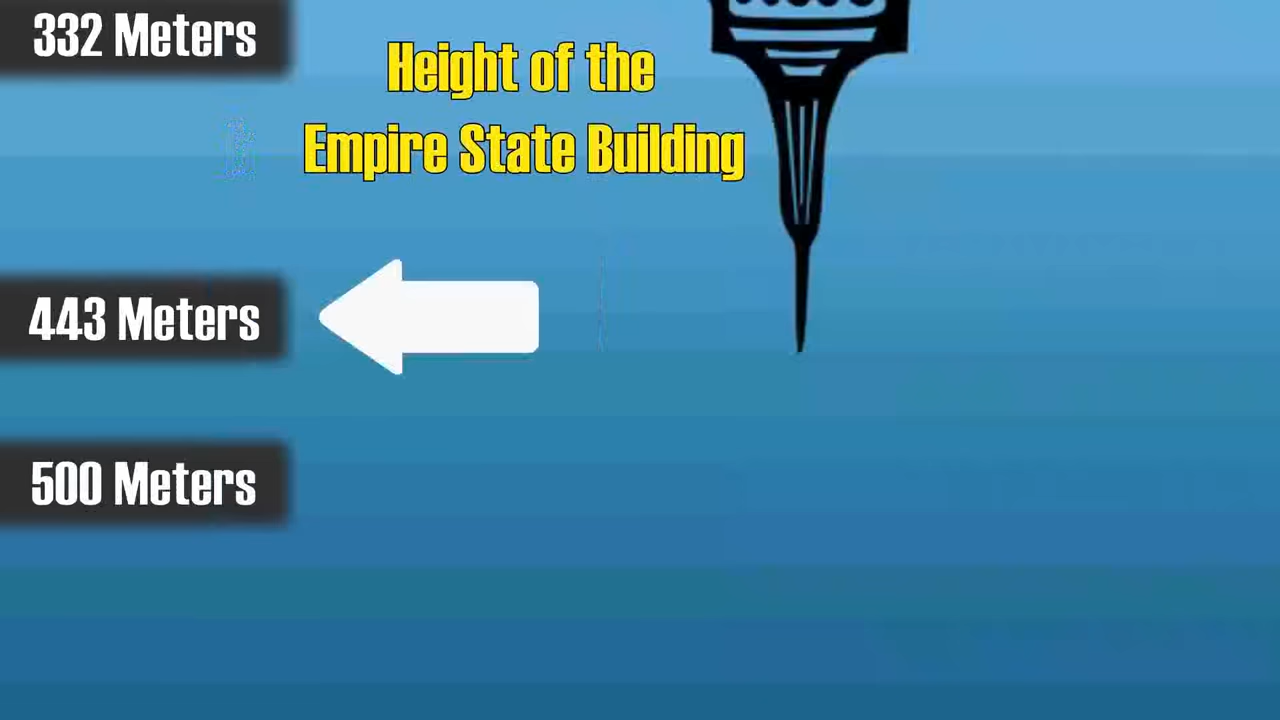 332 Meters
Height of the
Empire State Building
443 Meters
500 Meters